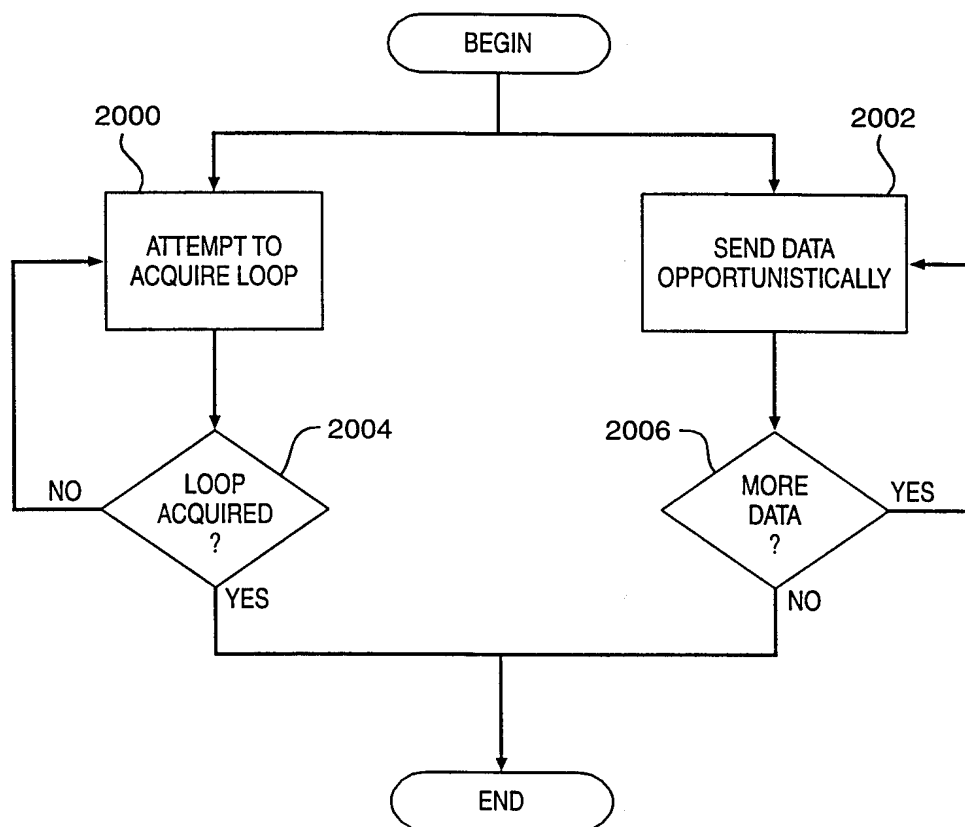 BEGIN
2000
2002
ATTEMPT TO
ACQUIRE LOOP
SEND DATA
OPPORTUNISTICALLY
2004
2006
NO
LOOP
ACQUIRED
?
YES
MORE
DATA
?
YES
NO
END